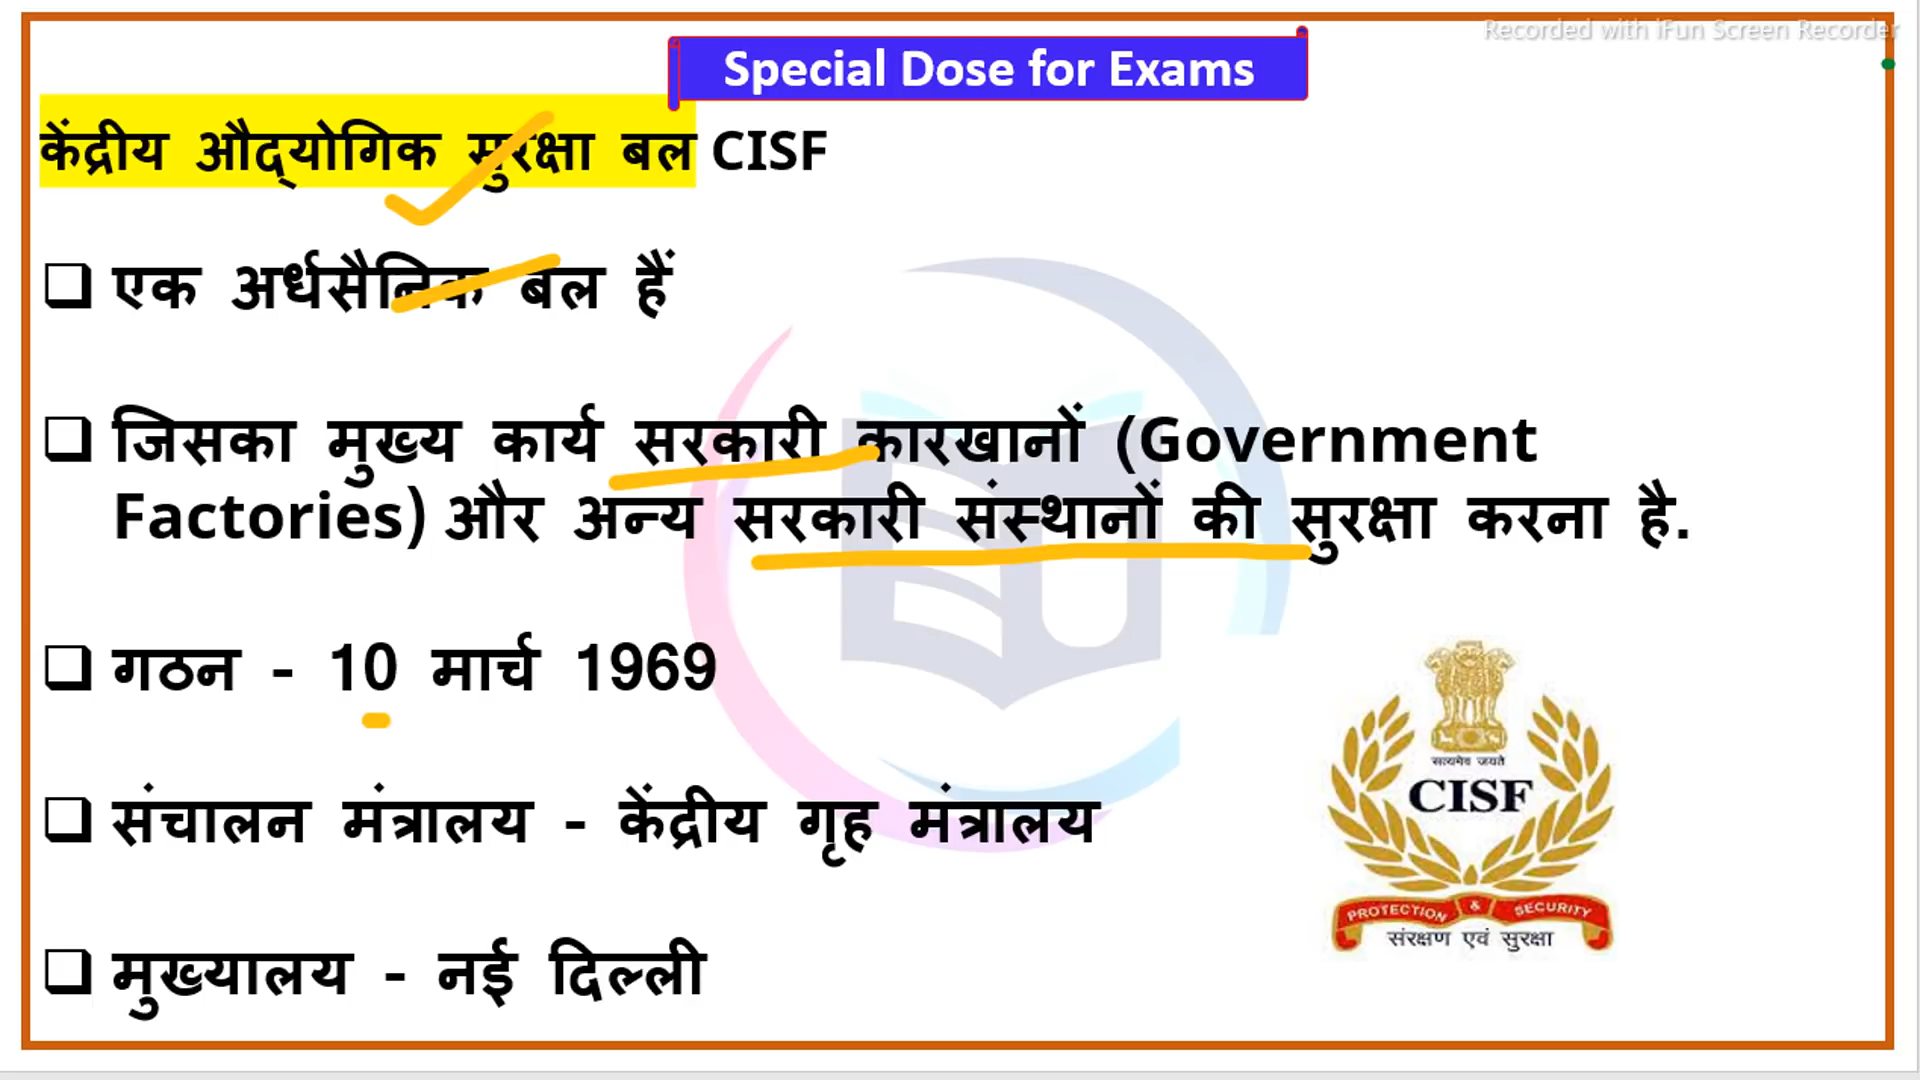 Recorded with iFun Screen Recorder
Special Dose for Exams
केंद्रीय औद्योगिक सुरक्षा बल CISF
एक अर्धसैनिक बल हैं
जिसका मुख्य कार्य सरकारी कारखानों (Government
Factories) और अन्य सरकारी संस्थानों की सुरक्षा करना है.
गठन - 10 मार्च 1969
संचालन मंत्रालय - केंद्रीय गृह मंत्रालय
मुख्यालय - नई दिल्ली
सत्यमेव जयते
CISF
PROTECTION & SECURITY
संरक्षण एवं सुरक्षा